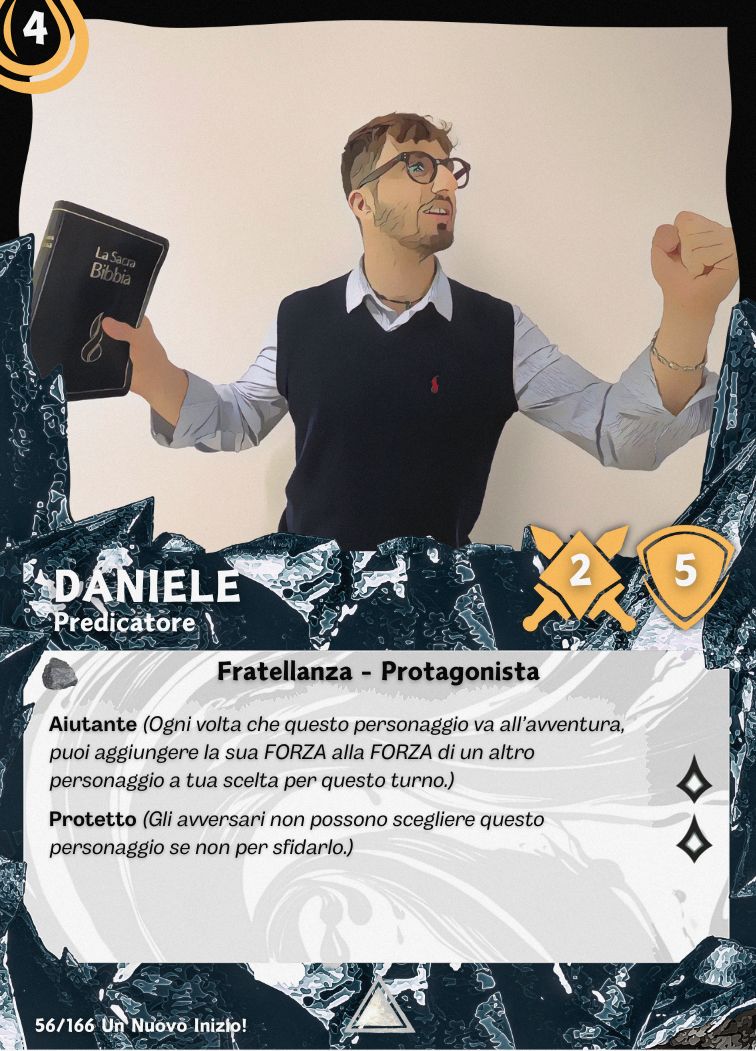 4
La Sacra
Bibbia
DANIELE
Predicatore
2
5
Fratellanza - Protagonista
Aiutante (Ogni volta che questo personaggio va all'avventura,
puoi aggiungere la sua FORZA alla FORZA di un altro
personaggio a tua scelta per questo turno.)
Protetto (Gli avversari non possono scegliere questo
personaggio se non per sfidarlo.)
56/166 Un Nuovo Inizio!